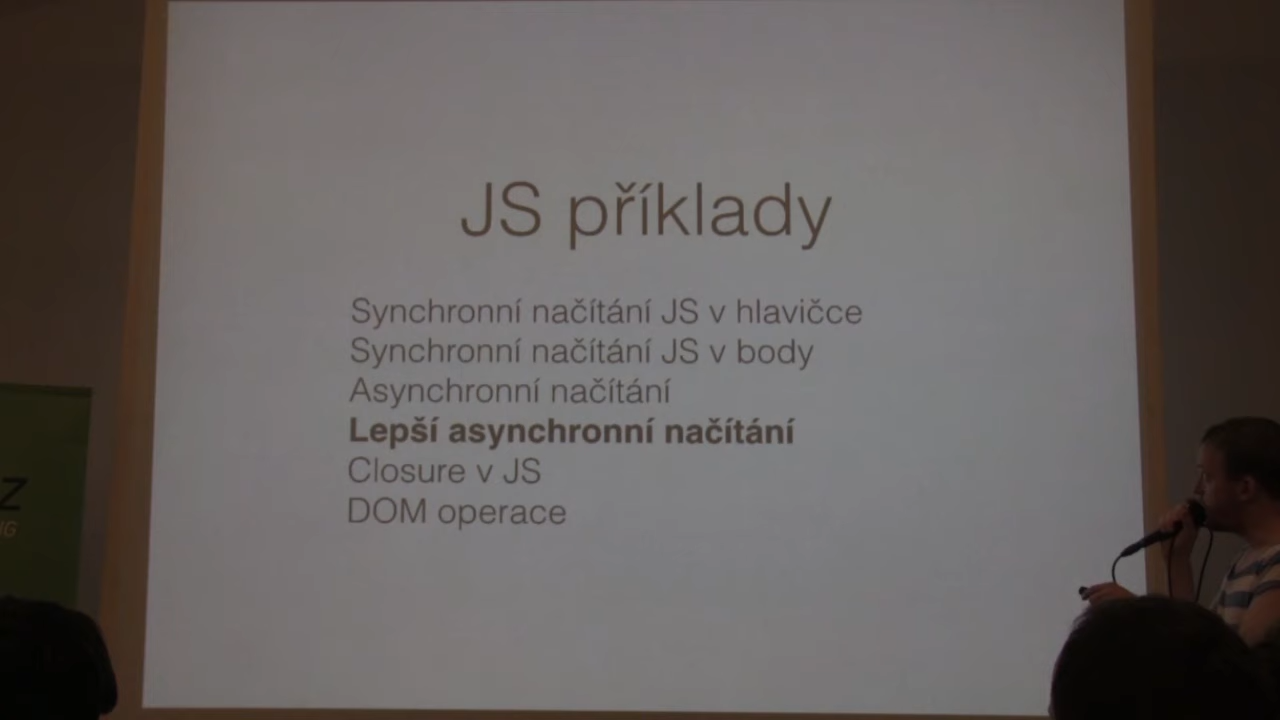 JS příklady
Synchronní načítání JS v hlavičce
Synchronní načítání JS v body
Asynchronní načítání
Lepší asynchronní načítání
Closure v JS
DOM operace